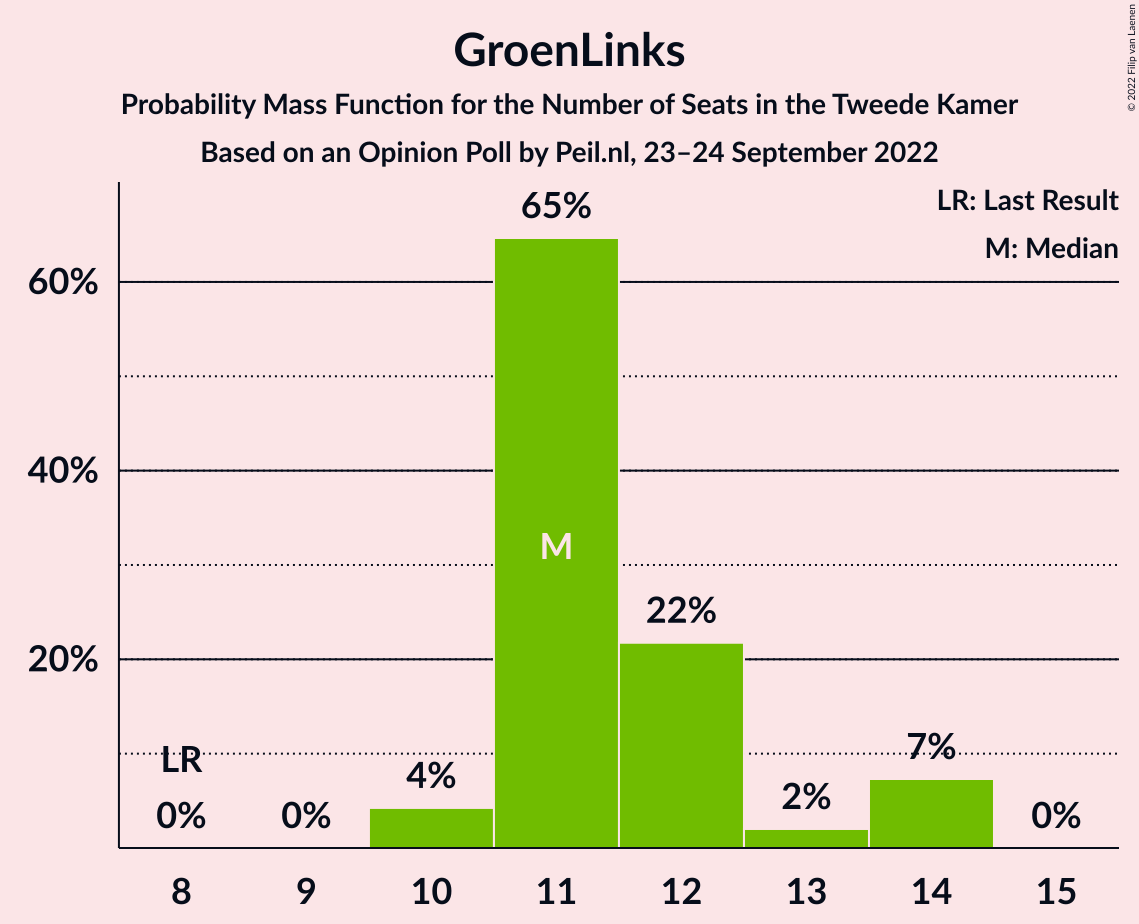 GroenLinks
Probability Mass Function for the Number of Seats in the Tweede Kamer
Based on an Opinion Poll by Peil.nl, 23–24 September 2022
© 2022 Filip van Laenen
LR: Last Result
M: Median
65%
60%
40%
M
22%
20%
LR
7%
4%
2%
0%
0%
0%
8
9
10
11
12
13
14
15